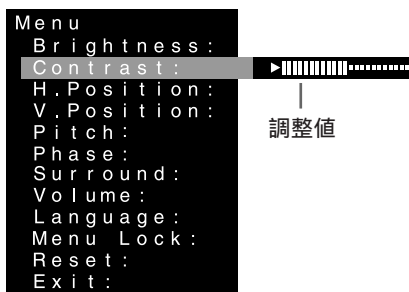 Menu
Brightness:
Contrast:
H.Position:
V.Position:
Pitch:
Phase:
Surround:
Volume:
Language:
Menu Lock:
Reset:
Exit:
調整値